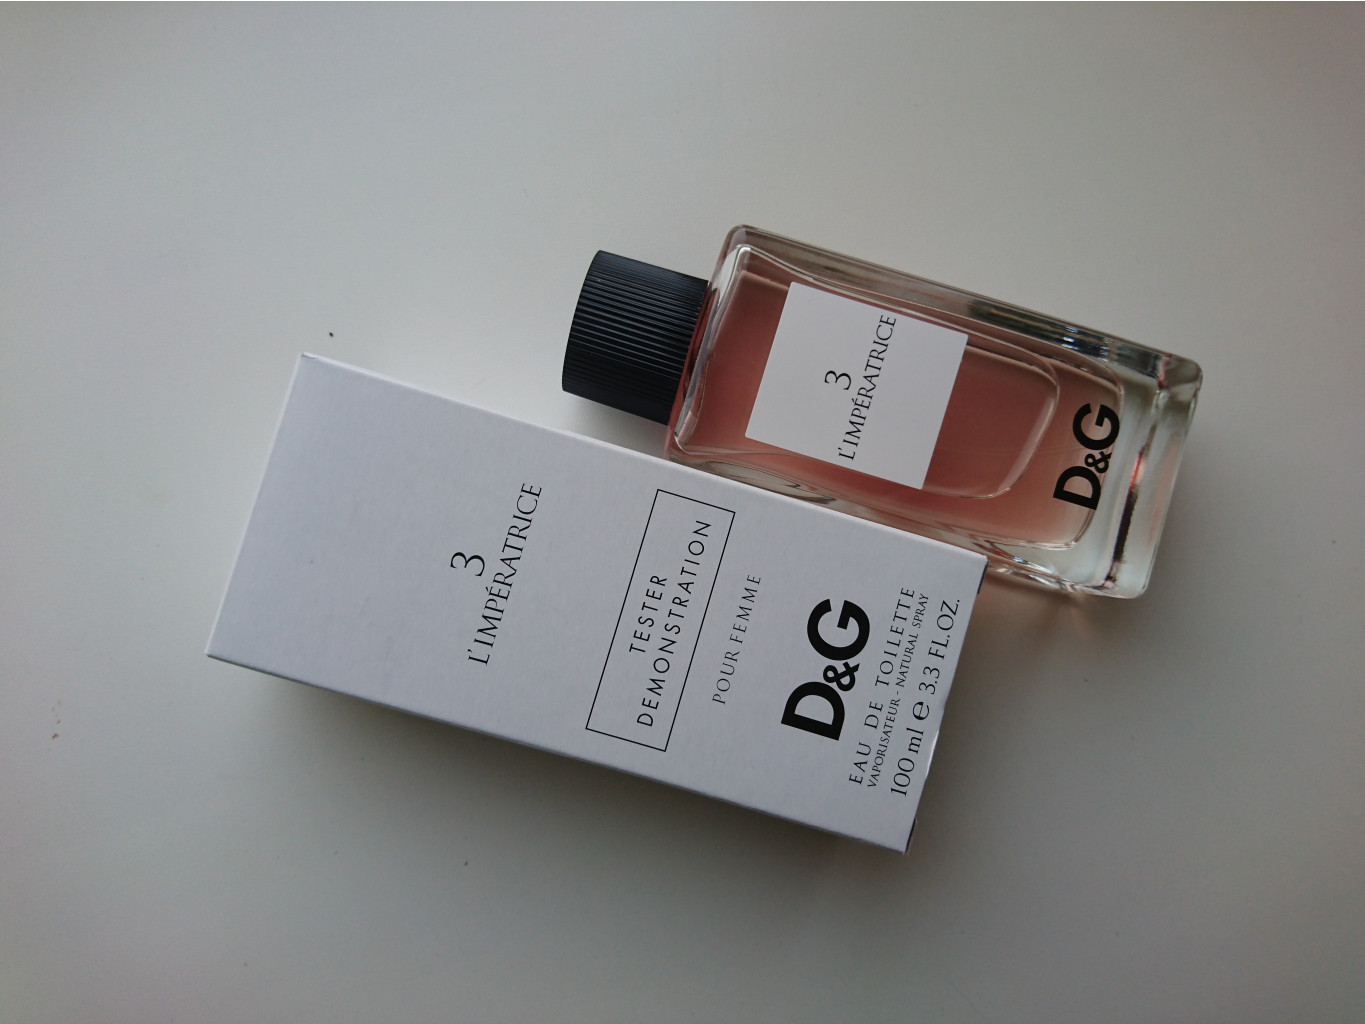 3
L'IMPÉRATRICE
D&G
3
L'IMPÉRATRICE
TESTER
DEMONSTRATION
POUR FEMME
D&G
EAU DE TOILETTE
VAPORISATEUR - NATURAL SPRAY
100 ml ℮ 3.3 FL.OZ.